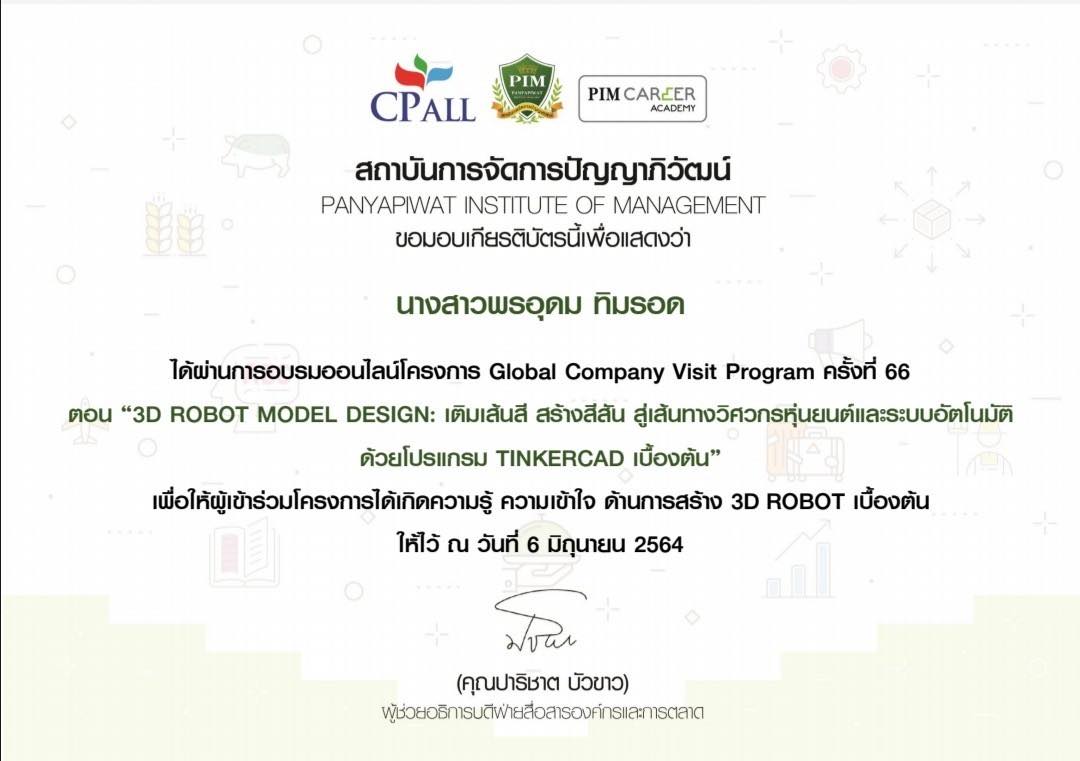 CPALL
PIM
PANYAPIWAT
PIM CAREER
ACADEMY
สถาบันการจัดการปัญญาภิวัฒน์
PANYAPIWAT INSTITUTE OF MANAGEMENT
ขอมอบเกียรติบัตรนี้เพื่อแสดงว่า
นางสาวพรอุดม ทิมรอด
ได้ผ่านการอบรมออนไลน์โครงการ Global Company Visit Program ครั้งที่ 66
ตอน “3D ROBOT MODEL DESIGN: เติมเส้นสี สร้างสีสัน สู่เส้นทางวิศวกรหุ่นยนต์และระบบอัตโนมัติ
ด้วยโปรแกรม TINKERCAD เบื้องต้น”
เพื่อให้ผู้เข้าร่วมโครงการได้เกิดความรู้ ความเข้าใจ ด้านการสร้าง 3D ROBOT เบื้องต้น
ให้ไว้ ณ วันที่ 6 มิถุนายน 2564
(คุณปาริชาต บัวขาว)
ผู้ช่วยอธิการบดีฝ่ายสื่อสารองค์กรและการตลาด